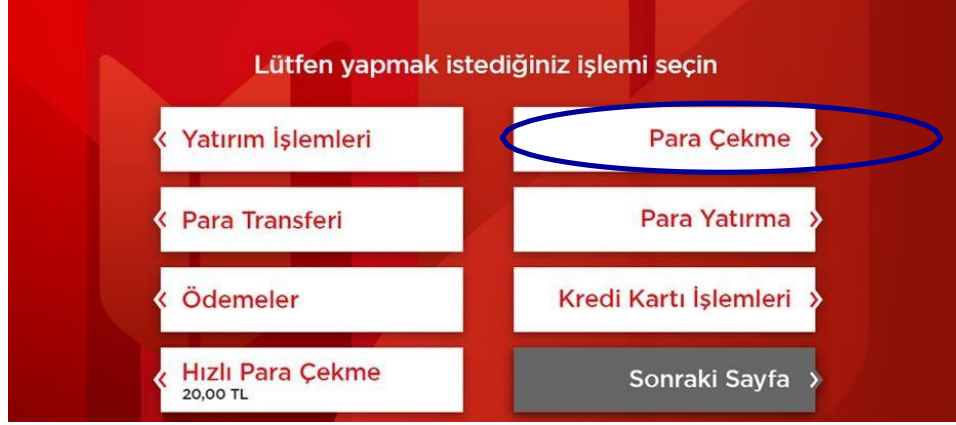 Lütfen yapmak istediğiniz işlemi seçin
Yatırım İşlemleri
Para Çekme
Para Transferi
Para Yatırma
Ödemeler
Kredi Kartı İşlemleri
Hızlı Para Çekme
20,00 TL
Sonraki Sayfa